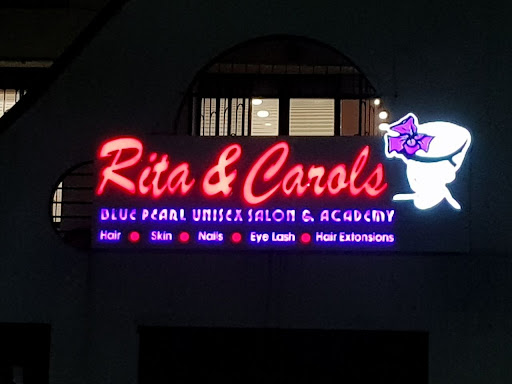 Rita & Carols
BLUE PEARL UNISEX SALON & ACADEMY
Hair • Skin • Nails • Eye Lash • Hair Extensions